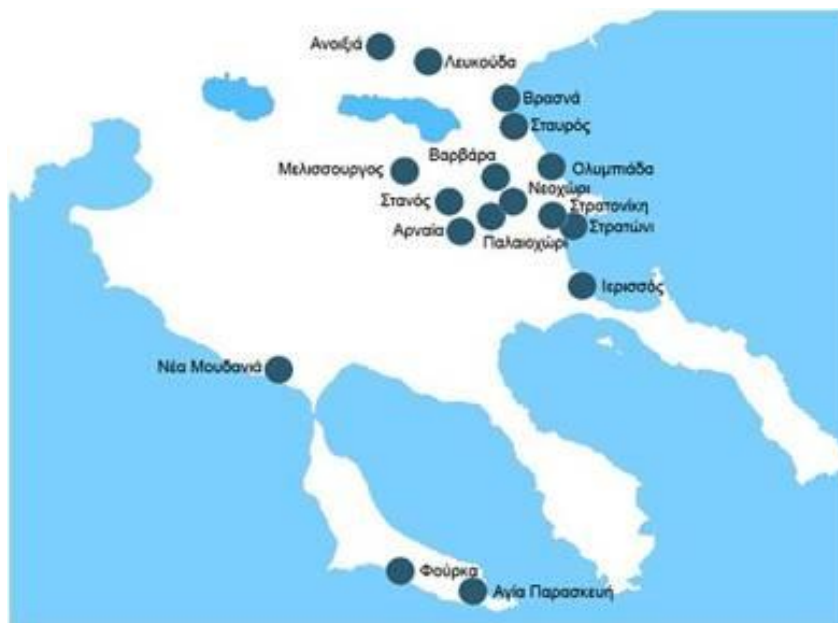 Ανοιξιά
Λευκούδα
Βρασνά
Σταυρός
Βαρβάρα
Ολυμπιάδα
Μελισσουργος
Νεοχώρι
Στανός
Στρατονίκη
Στρατώνι
Αρναία
Παλαιοχώρι
Ιερισσός
Νέα Μουδανιά
Φούρκα
Αγία Παρασκευή